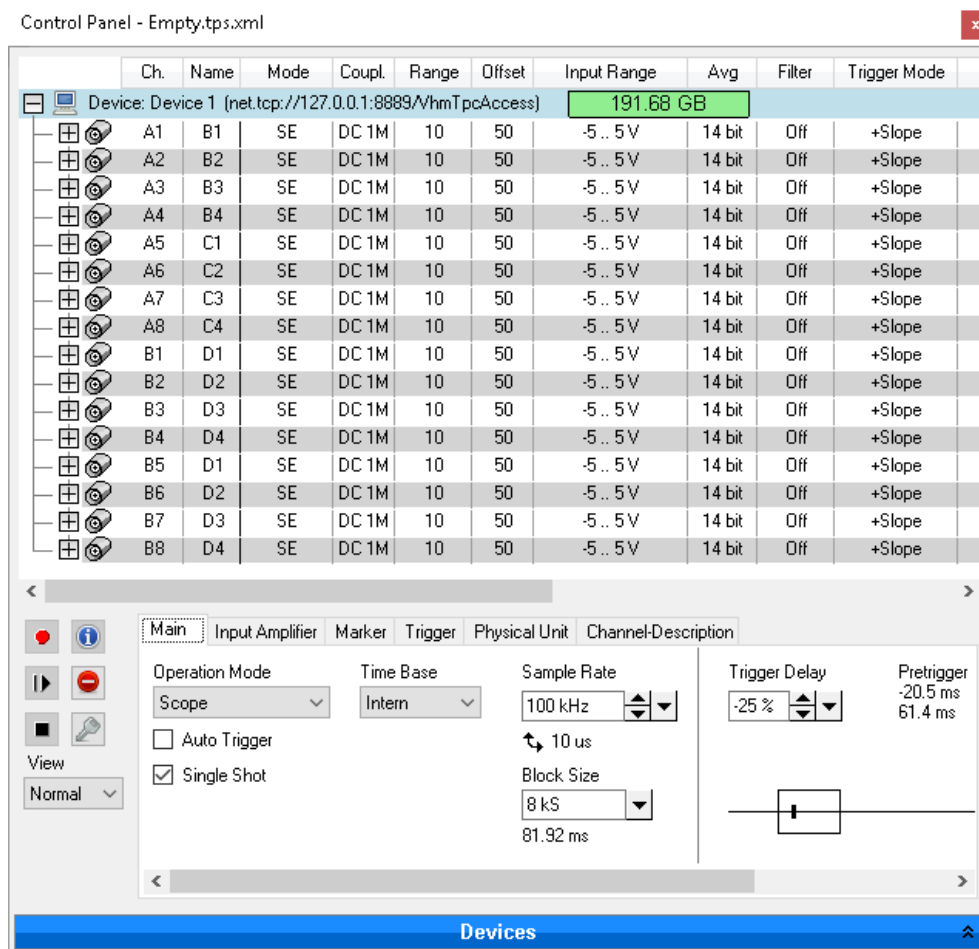 Control Panel - Empty.tps.xml
x
Ch. Name Mode Coupl. Range Offset Input Range Avg Filter Trigger Mode
Device: Device 1 (net.tcp://127.0.0.1:8889/VhmTpcAccess) 191.68 GB
A1 B1 SE DC 1M 10 50 -5 .. 5 V 14 bit Off +Slope
A2 B2 SE DC 1M 10 50 -5 .. 5 V 14 bit Off +Slope
A3 B3 SE DC 1M 10 50 -5 .. 5 V 14 bit Off +Slope
A4 B4 SE DC 1M 10 50 -5 .. 5 V 14 bit Off +Slope
A5 C1 SE DC 1M 10 50 -5 .. 5 V 14 bit Off +Slope
A6 C2 SE DC 1M 10 50 -5 .. 5 V 14 bit Off +Slope
A7 C3 SE DC 1M 10 50 -5 .. 5 V 14 bit Off +Slope
A8 C4 SE DC 1M 10 50 -5 .. 5 V 14 bit Off +Slope
B1 D1 SE DC 1M 10 50 -5 .. 5 V 14 bit Off +Slope
B2 D2 SE DC 1M 10 50 -5 .. 5 V 14 bit Off +Slope
B3 D3 SE DC 1M 10 50 -5 .. 5 V 14 bit Off +Slope
B4 D4 SE DC 1M 10 50 -5 .. 5 V 14 bit Off +Slope
B5 D1 SE DC 1M 10 50 -5 .. 5 V 14 bit Off +Slope
B6 D2 SE DC 1M 10 50 -5 .. 5 V 14 bit Off +Slope
B7 D3 SE DC 1M 10 50 -5 .. 5 V 14 bit Off +Slope
B8 D4 SE DC 1M 10 50 -5 .. 5 V 14 bit Off +Slope
Main Input Amplifier Marker Trigger Physical Unit Channel-Description
Operation Mode Time Base Sample Rate Trigger Delay Pretrigger
Scope Intern 100 kHz -25 % -20.5 ms
61.4 ms
Auto Trigger 10 us
View
Single Shot Block Size
Normal 8 kS
81.92 ms
Devices